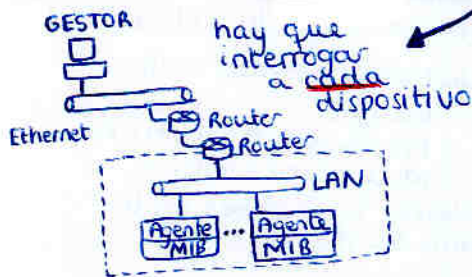 GESTOR
hay que
interrogar
a cada
dispositivo
Ethernet
Router
Router
LAN
Agente ... Agente
MIB MIB